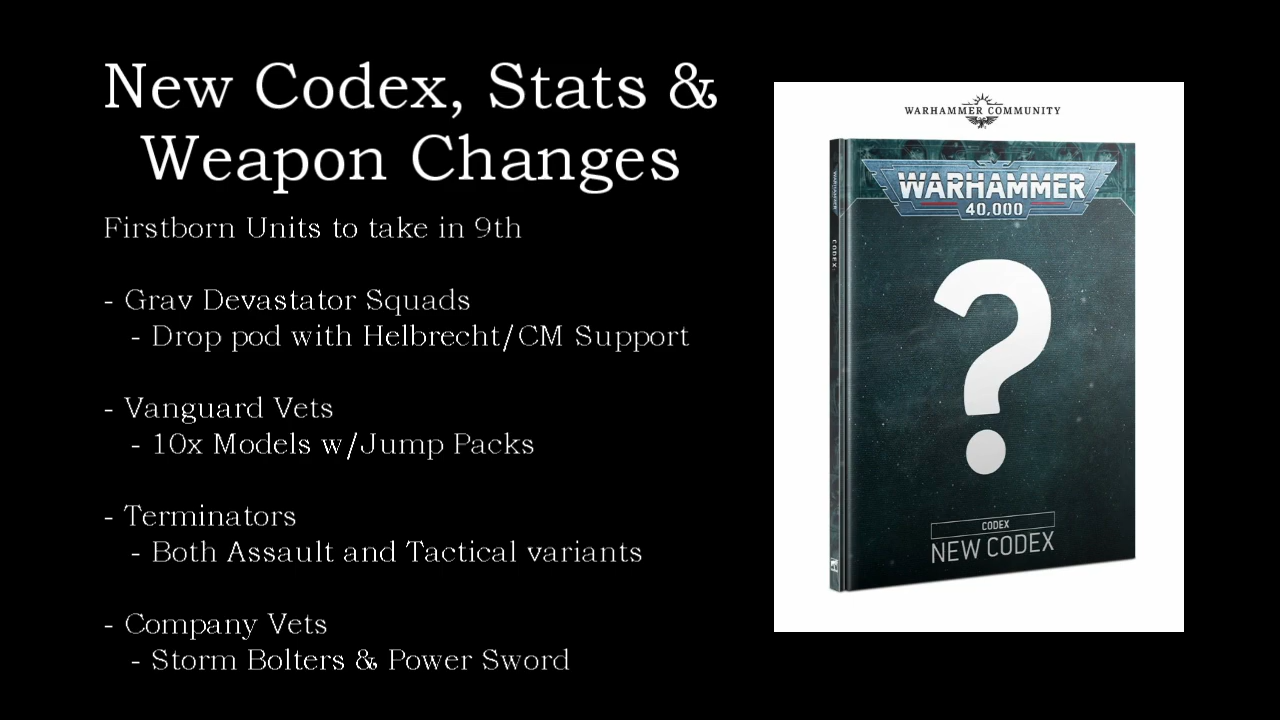 New Codex, Stats &
Weapon Changes
Firstborn Units to take in 9th
- Grav Devastator Squads
- Drop pod with Helbrecht/CM Support
- Vanguard Vets
- 10x Models w/Jump Packs
- Terminators
- Both Assault and Tactical variants
- Company Vets
- Storm Bolters & Power Sword
WARHAMMER COMMUNITY
WARHAMMER
40,000
CODEX
NEW CODEX
WARHAMMER
CODEX: